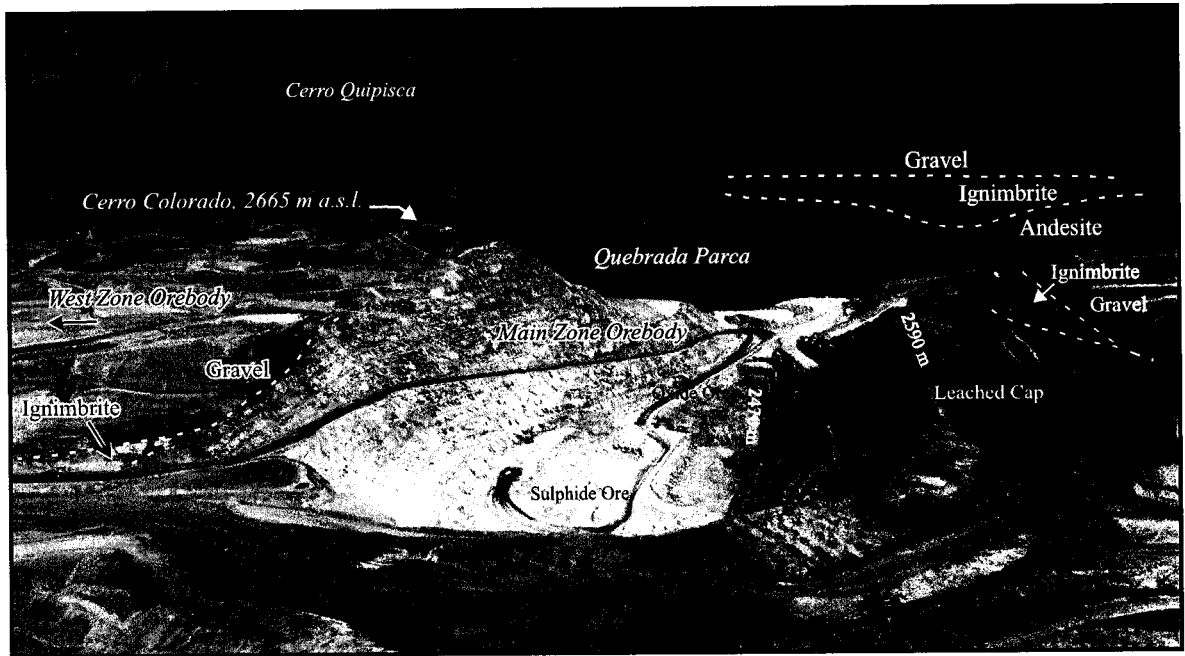 Cerro Quipisca
Gravel
Ignimbrite
Cerro Colorado, 2665 m a.s.l.
Andesite
Quebrada Parca
Ignimbrite
West Zone Orebody
Gravel
Main Zone Orebody
2590 m
Gravel
Leached Cap
Ignimbrite
Sulphide Ore